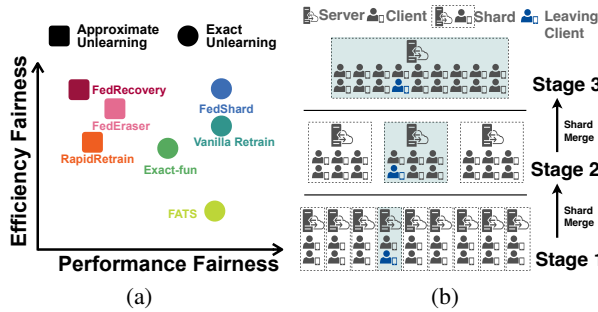 Approximate Unlearning
Exact Unlearning
Efficiency Fairness
FedRecovery
FedEraser
RapidRetrain
FedShard
Vanilla Retrain
Exact-fun
FATS
Performance Fairness
(a)
Server
Client
Shard
Leaving Client
Stage 3
Shard Merge
Stage 2
Shard Merge
Stage 1
(b)